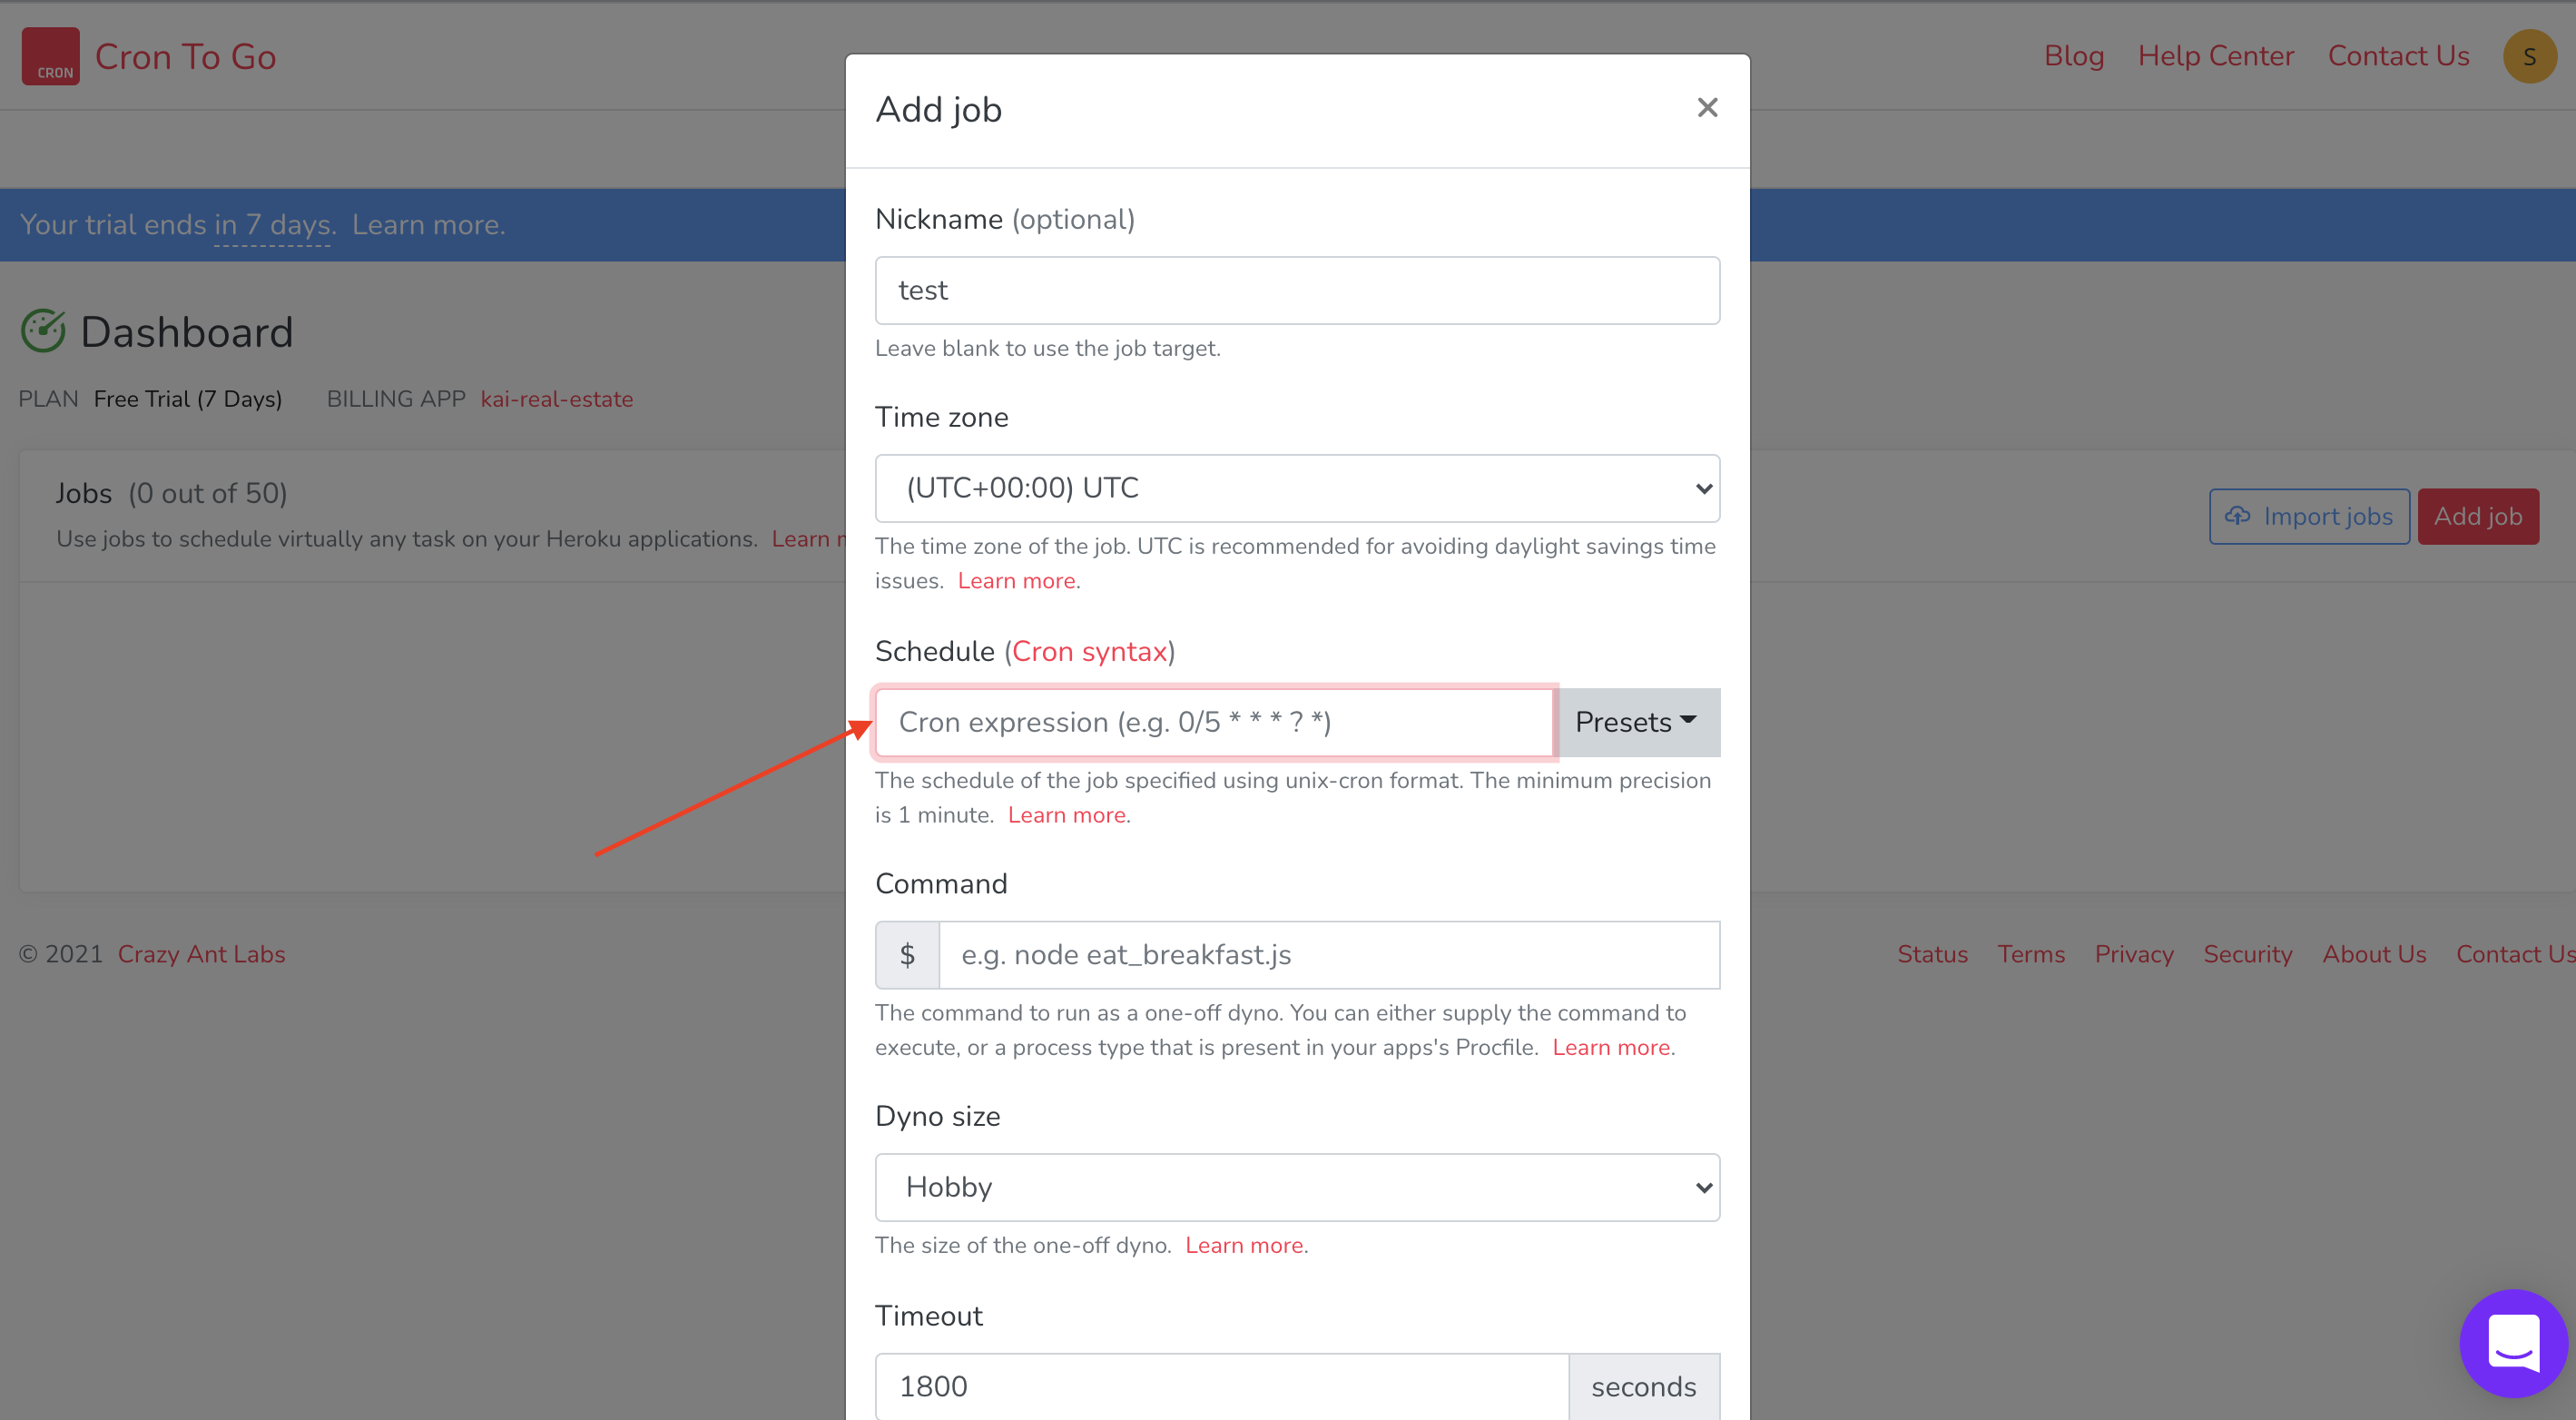 CRON
Cron To Go
Blog Help Center Contact Us S
Your trial ends in 7 days. Learn more.
Dashboard
PLAN Free Trial (7 Days) BILLING APP kai-real-estate
Jobs (0 out of 50)
Use jobs to schedule virtually any task on your Heroku applications. Learn
Import jobs Add job
Add job
×
Nickname (optional)
test
Leave blank to use the job target.
Time zone
(UTC+00:00) UTC
The time zone of the job. UTC is recommended for avoiding daylight savings time
issues. Learn more.
Schedule (Cron syntax)
Cron expression (e.g. 0/5 * * * ? *) Presets
The schedule of the job specified using unix-cron format. The minimum precision
is 1 minute. Learn more.
Command
$ e.g. node eat_breakfast.js
The command to run as a one-off dyno. You can either supply the command to
execute, or a process type that is present in your apps's Procfile. Learn more.
Dyno size
Hobby
The size of the one-off dyno. Learn more.
Timeout
1800 seconds
© 2021 Crazy Ant Labs
Status Terms Privacy Security About Us Contact Us